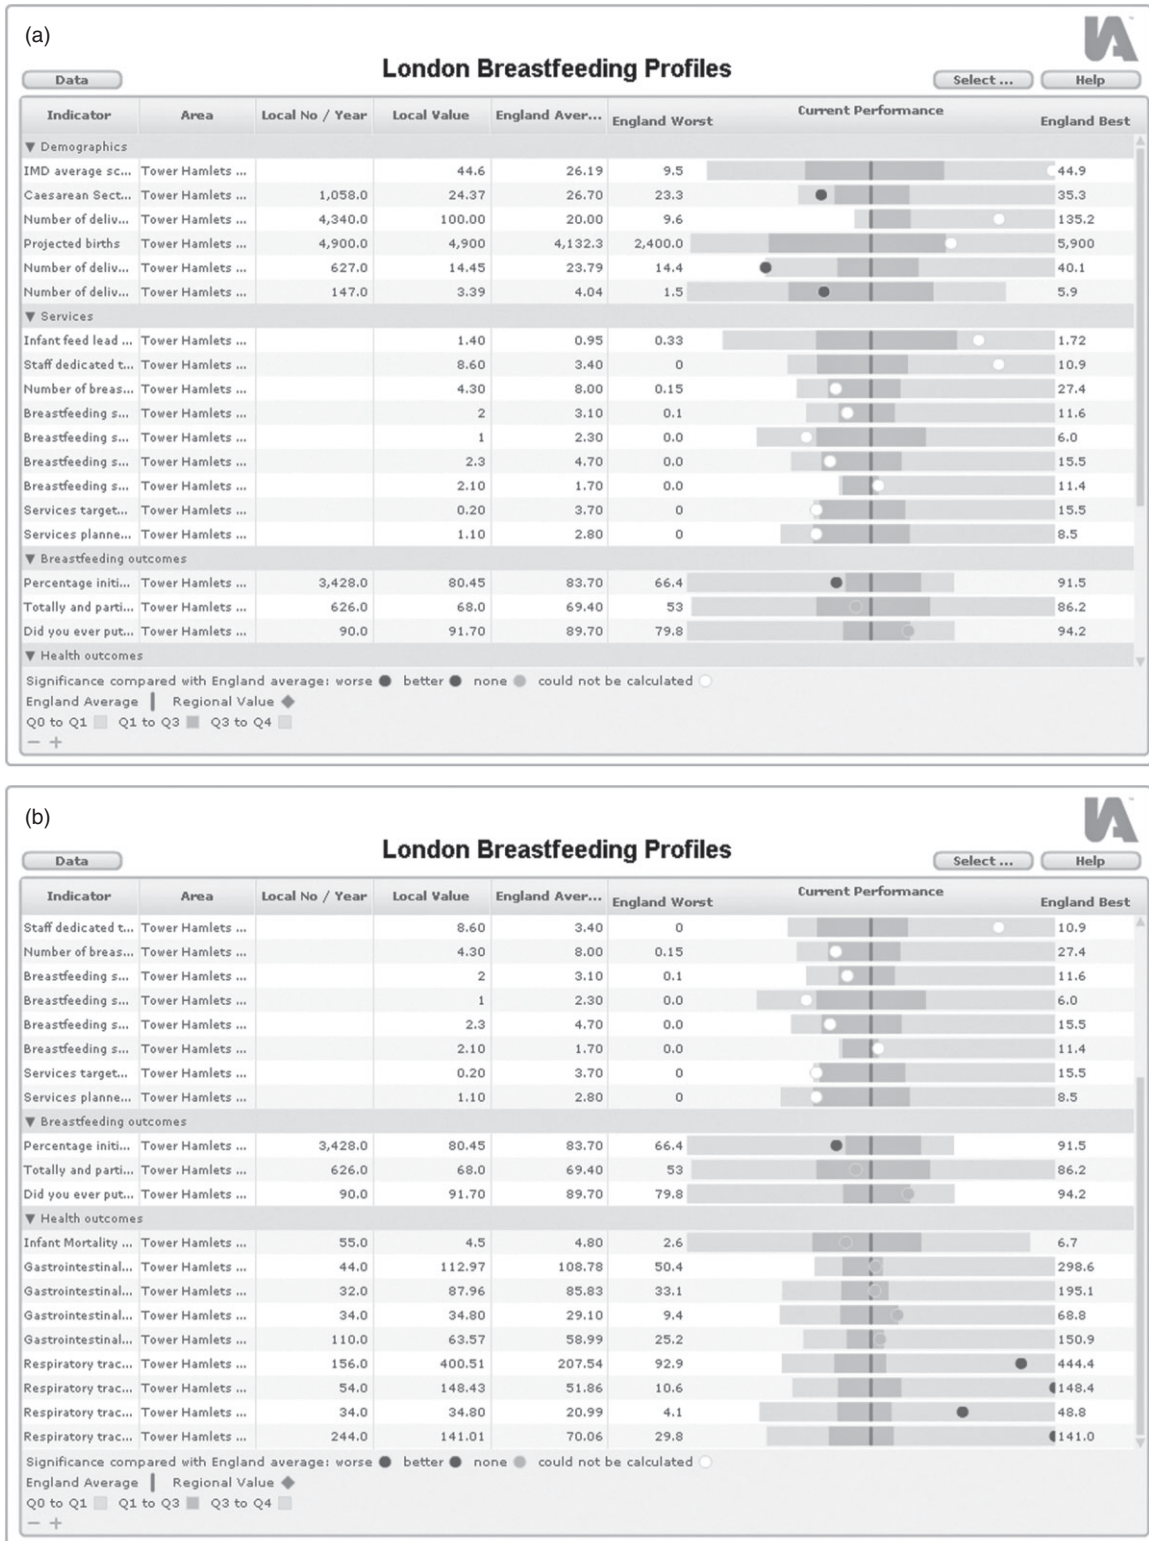 (a)
London Breastfeeding Profiles
Data Select ... Help
Indicator Area Local No / Year Local Value England Aver... England Worst Current Performance England Best
▼ Demographics
IMD average sc... Tower Hamlets ... 44.6 26.19 9.5 44.9
Caesarean Sect... Tower Hamlets ... 1,058.0 24.37 26.70 23.3 35.3
Number of deliv... Tower Hamlets ... 4,340.0 100.00 20.00 9.6 135.2
Projected births Tower Hamlets ... 4,900.0 4,900 4,132.3 2,400.0 5,900
Number of deliv... Tower Hamlets ... 627.0 14.45 23.79 14.4 40.1
Number of deliv... Tower Hamlets ... 147.0 3.39 4.04 1.5 5.9
▼ Services
Infant feed lead ... Tower Hamlets ... 1.40 0.95 0.33 1.72
Staff dedicated t... Tower Hamlets ... 8.60 3.40 0 10.9
Number of breas... Tower Hamlets ... 4.30 8.00 0.15 27.4
Breastfeeding s... Tower Hamlets ... 2 3.10 0.1 11.6
Breastfeeding s... Tower Hamlets ... 1 2.30 0.0 6.0
Breastfeeding s... Tower Hamlets ... 2.3 4.70 0.0 15.5
Breastfeeding s... Tower Hamlets ... 2.10 1.70 0.0 11.4
Services target... Tower Hamlets ... 0.20 3.70 0 15.5
Services planne... Tower Hamlets ... 1.10 2.80 0 8.5
▼ Breastfeeding outcomes
Percentage initi... Tower Hamlets ... 3,428.0 80.45 83.70 66.4 91.5
Totally and parti... Tower Hamlets ... 626.0 68.0 69.40 53 86.2
Did you ever put... Tower Hamlets ... 90.0 91.70 89.70 79.8 94.2
▼ Health outcomes
Significance compared with England average: worse better none could not be calculated
England Average Regional Value
Q0 to Q1 Q1 to Q3 Q3 to Q4
− +
(b)
London Breastfeeding Profiles
Data Select ... Help
Indicator Area Local No / Year Local Value England Aver... England Worst Current Performance England Best
Staff dedicated t... Tower Hamlets ... 8.60 3.40 0 10.9
Number of breas... Tower Hamlets ... 4.30 8.00 0.15 27.4
Breastfeeding s... Tower Hamlets ... 2 3.10 0.1 11.6
Breastfeeding s... Tower Hamlets ... 1 2.30 0.0 6.0
Breastfeeding s... Tower Hamlets ... 2.3 4.70 0.0 15.5
Breastfeeding s... Tower Hamlets ... 2.10 1.70 0.0 11.4
Services target... Tower Hamlets ... 0.20 3.70 0 15.5
Services planne... Tower Hamlets ... 1.10 2.80 0 8.5
▼ Breastfeeding outcomes
Percentage initi... Tower Hamlets ... 3,428.0 80.45 83.70 66.4 91.5
Totally and parti... Tower Hamlets ... 626.0 68.0 69.40 53 86.2
Did you ever put... Tower Hamlets ... 90.0 91.70 89.70 79.8 94.2
▼ Health outcomes
Infant Mortality ... Tower Hamlets ... 55.0 4.5 4.80 2.6 6.7
Gastrointestinal... Tower Hamlets ... 44.0 112.97 108.78 50.4 298.6
Gastrointestinal... Tower Hamlets ... 32.0 87.96 85.83 33.1 195.1
Gastrointestinal... Tower Hamlets ... 34.0 34.80 29.10 9.4 68.8
Gastrointestinal... Tower Hamlets ... 110.0 63.57 58.99 25.2 150.9
Respiratory trac... Tower Hamlets ... 156.0 400.51 207.54 92.9 444.4
Respiratory trac... Tower Hamlets ... 54.0 148.43 51.86 10.6 148.4
Respiratory trac... Tower Hamlets ... 34.0 34.80 20.99 4.1 48.8
Respiratory trac... Tower Hamlets ... 244.0 141.01 70.06 29.8 141.0
Significance compared with England average: worse better none could not be calculated
England Average Regional Value
Q0 to Q1 Q1 to Q3 Q3 to Q4
− +